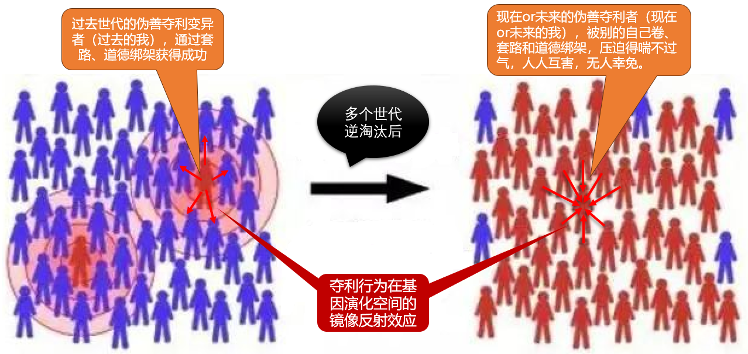 过去世代的伪善夺利变异
者（过去的我），通过套
路、道德绑架获得成功
多个世代
逆淘汰后
现在or未来的伪善夺利者（现在
or未来的我），被别的自己卷、
套路和道德绑架，压迫得喘不过
气，人人互害，无人幸免。
夺利行为在基
因演化空间的
镜像反射效应